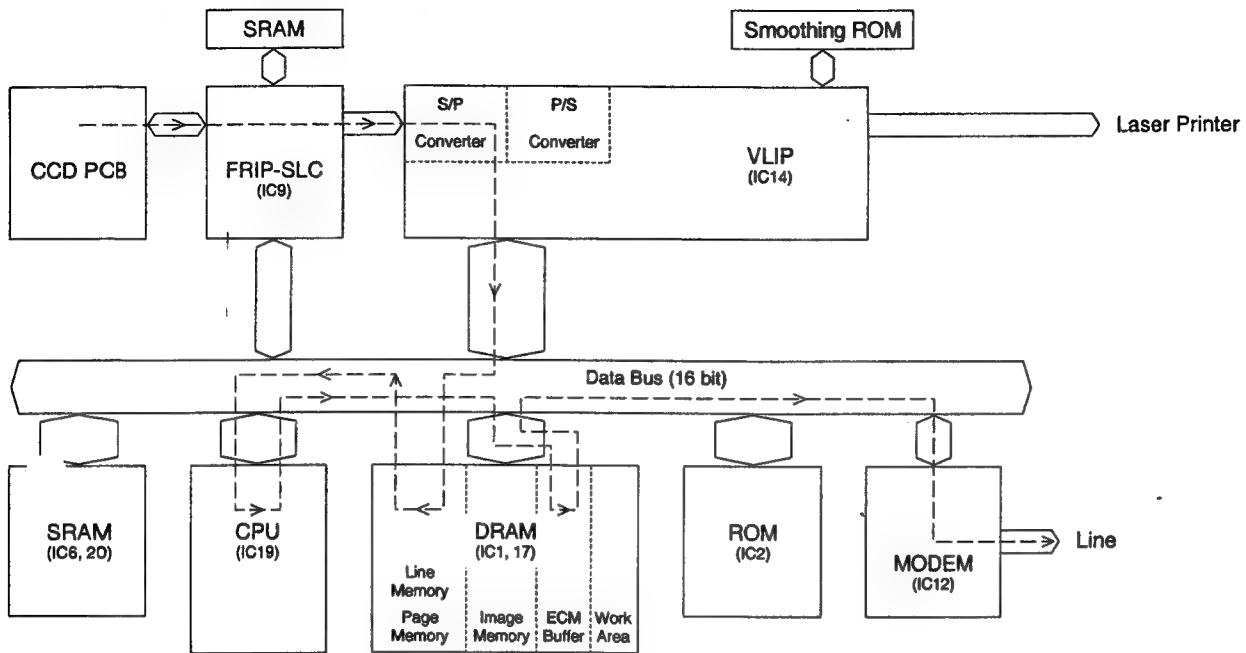 SRAM
Smoothing ROM
CCD PCB
FRIP-SLC
(IC9)
S/P
Converter
P/S
Converter
VLIP
(IC14)
Laser Printer
Data Bus (16 bit)
SRAM
(IC6, 20)
CPU
(IC19)
DRAM
(IC1, 17)
Line
Memory
Page
Memory
Image
Memory
ECM
Buffer
Work
Area
ROM
(IC2)
MODEM
(IC12)
Line